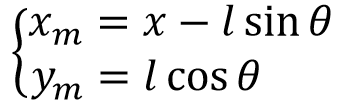 x_m = x − l sin θ
y_m = l cos θ